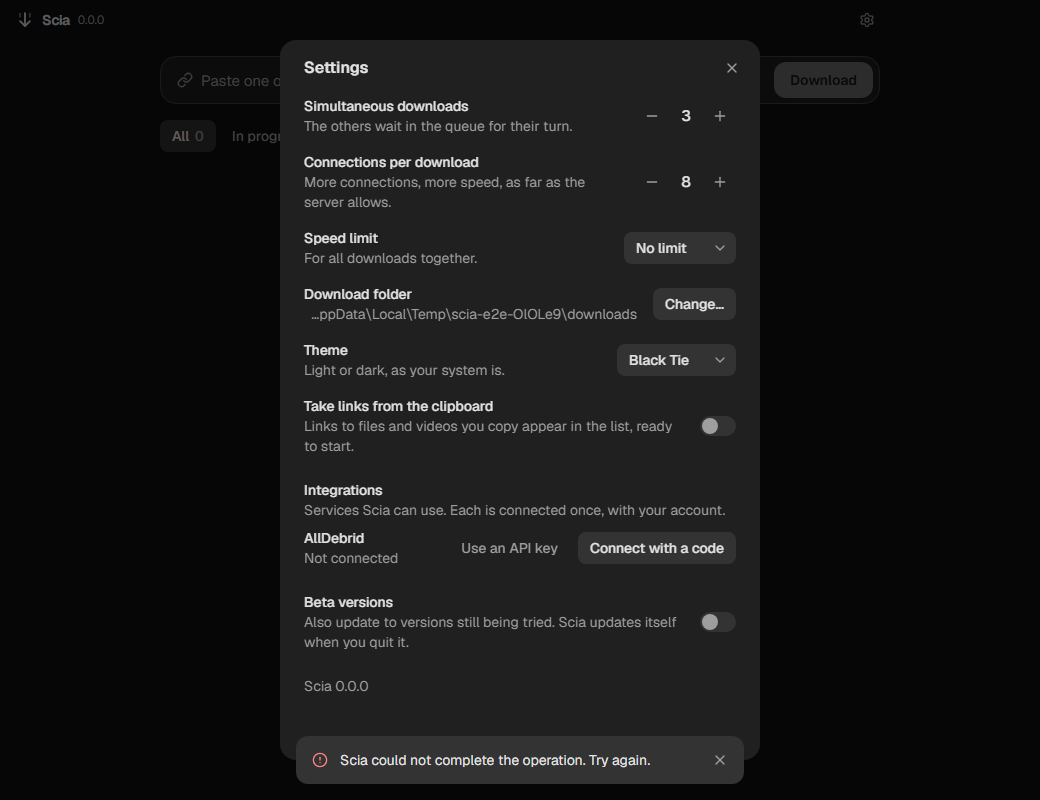 Scia 0.0.0
Settings
Paste one o
Download
All 0
In progr
Simultaneous downloads
The others wait in the queue for their turn.
3
Connections per download
More connections, more speed, as far as the
server allows.
8
Speed limit
For all downloads together.
No limit
Download folder
…ppData\Local\Temp\scia-e2e-OlOLe9\downloads
Change…
Theme
Light or dark, as your system is.
Black Tie
Take links from the clipboard
Links to files and videos you copy appear in the list, ready
to start.
Integrations
Services Scia can use. Each is connected once, with your account.
AllDebrid
Not connected
Use an API key
Connect with a code
Beta versions
Also update to versions still being tried. Scia updates itself
when you quit it.
Scia 0.0.0
Scia could not complete the operation. Try again.